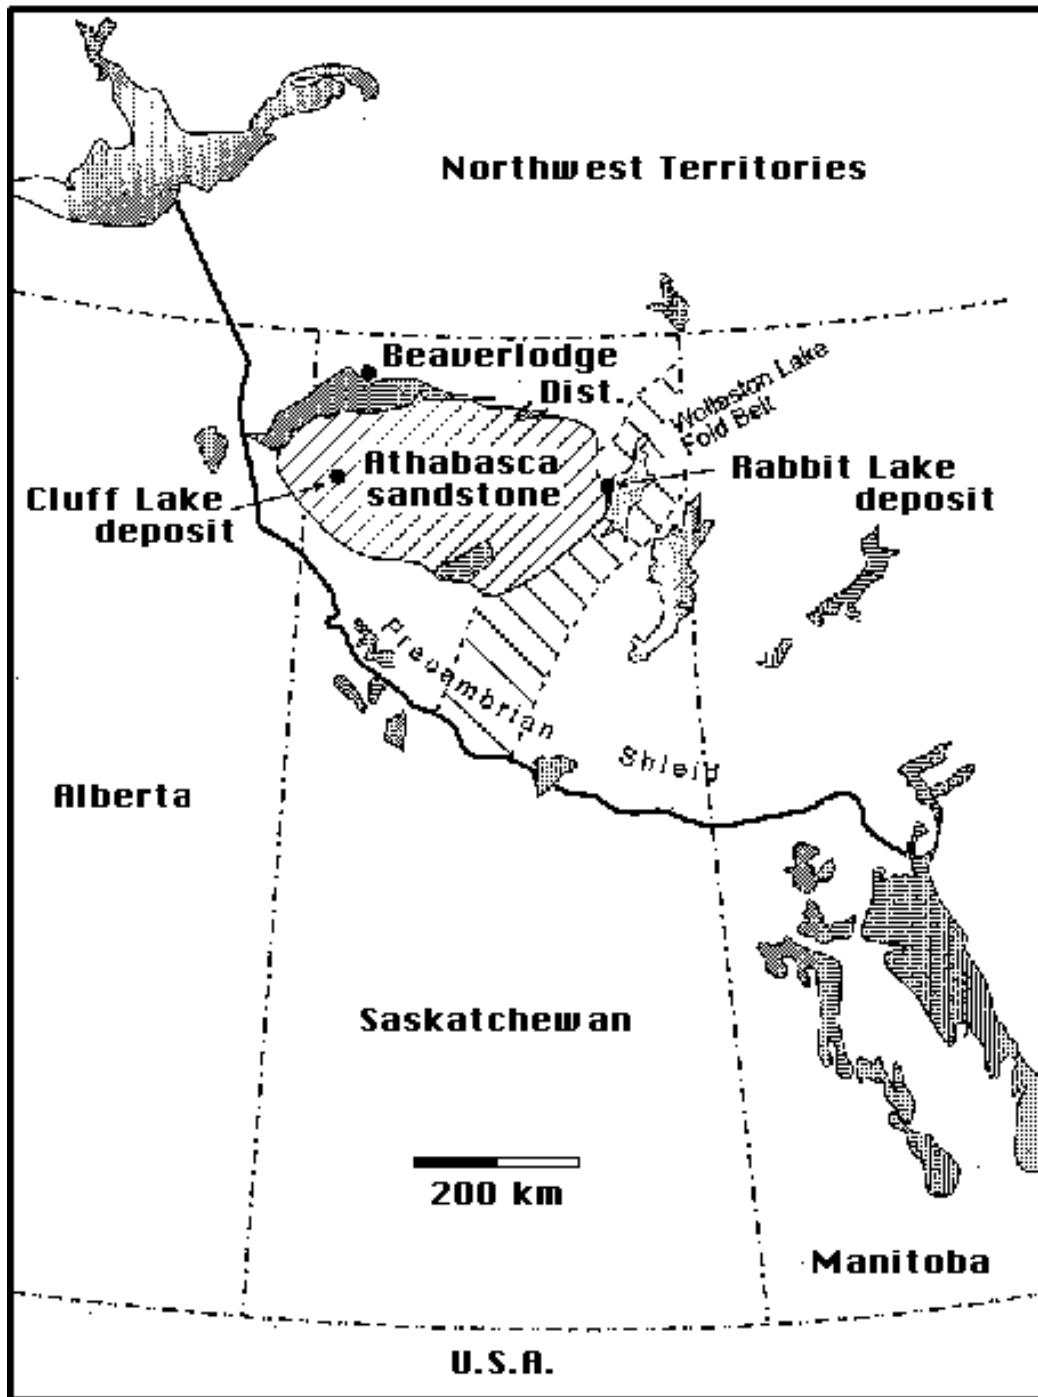 Northwest Territories
Beaverlodge
Dist.
Wollaston Lake
Fold Belt
Athabasca
sandstone
Rabbit Lake
deposit
Cluff Lake
deposit
Precambrian
Shield
Alberta
Saskatchewan
200 km
Manitoba
U.S.A.